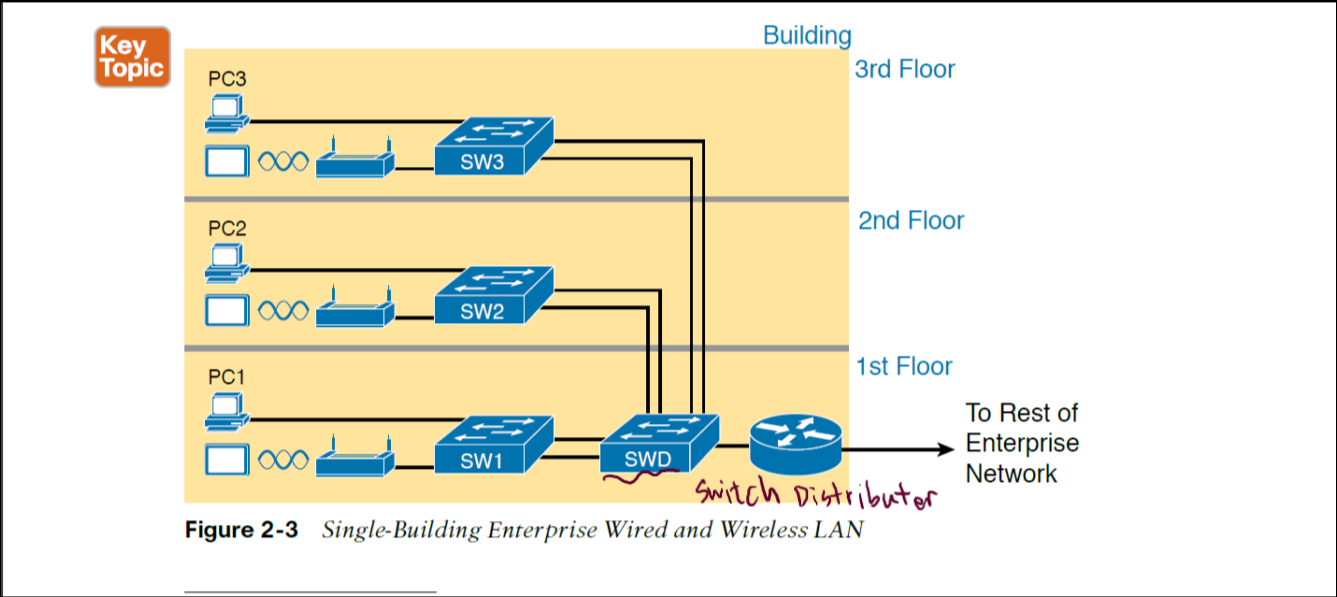 Building
Key
Topic
3rd Floor
PC3
SW3
2nd Floor
PC2
SW2
1st Floor
PC1
To Rest of
Enterprise
Network
SW1
SWD
Switch Distributer
Figure 2-3 Single-Building Enterprise Wired and Wireless LAN